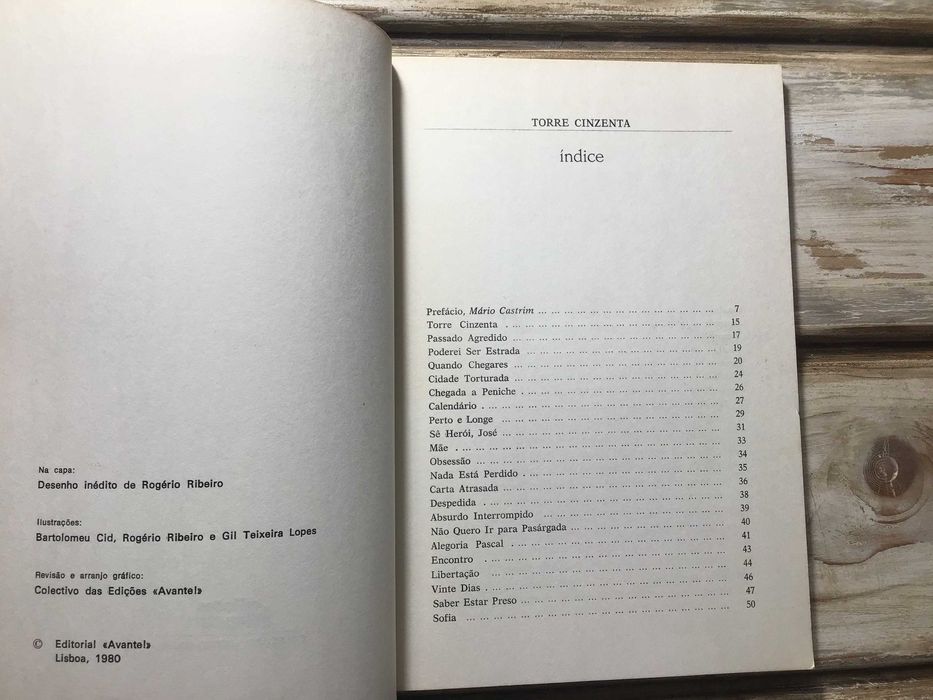 Na capa:
Desenho inédito de Rogério Ribeiro
Ilustrações:
Bartolomeu Cid, Rogério Ribeiro e Gil Teixeira Lopes
Revisão e arranjo gráfico:
Colectivo das Edições «Avante!»
© Editorial «Avante!»
Lisboa, 1980
TORRE CINZENTA
índice
Prefácio, Mário Castrim ... 7
Torre Cinzenta ... 15
Passado Agredido ... 17
Poderei Ser Estrada ... 19
Quando Chegares ... 20
Cidade Torturada ... 24
Chegada a Peniche ... 26
Calendário ... 27
Perto e Longe ... 29
Sê Herói, José ... 31
Mãe ... 33
Obsessão ... 34
Nada Está Perdido ... 35
Carta Atrasada ... 36
Despedida ... 38
Absurdo Interrompido ... 39
Não Quero Ir para Pasárgada ... 40
Alegoria Pascal ... 41
Encontro ... 43
Libertação ... 44
Vinte Dias ... 46
Saber Estar Preso ... 47
Sofia ... 50